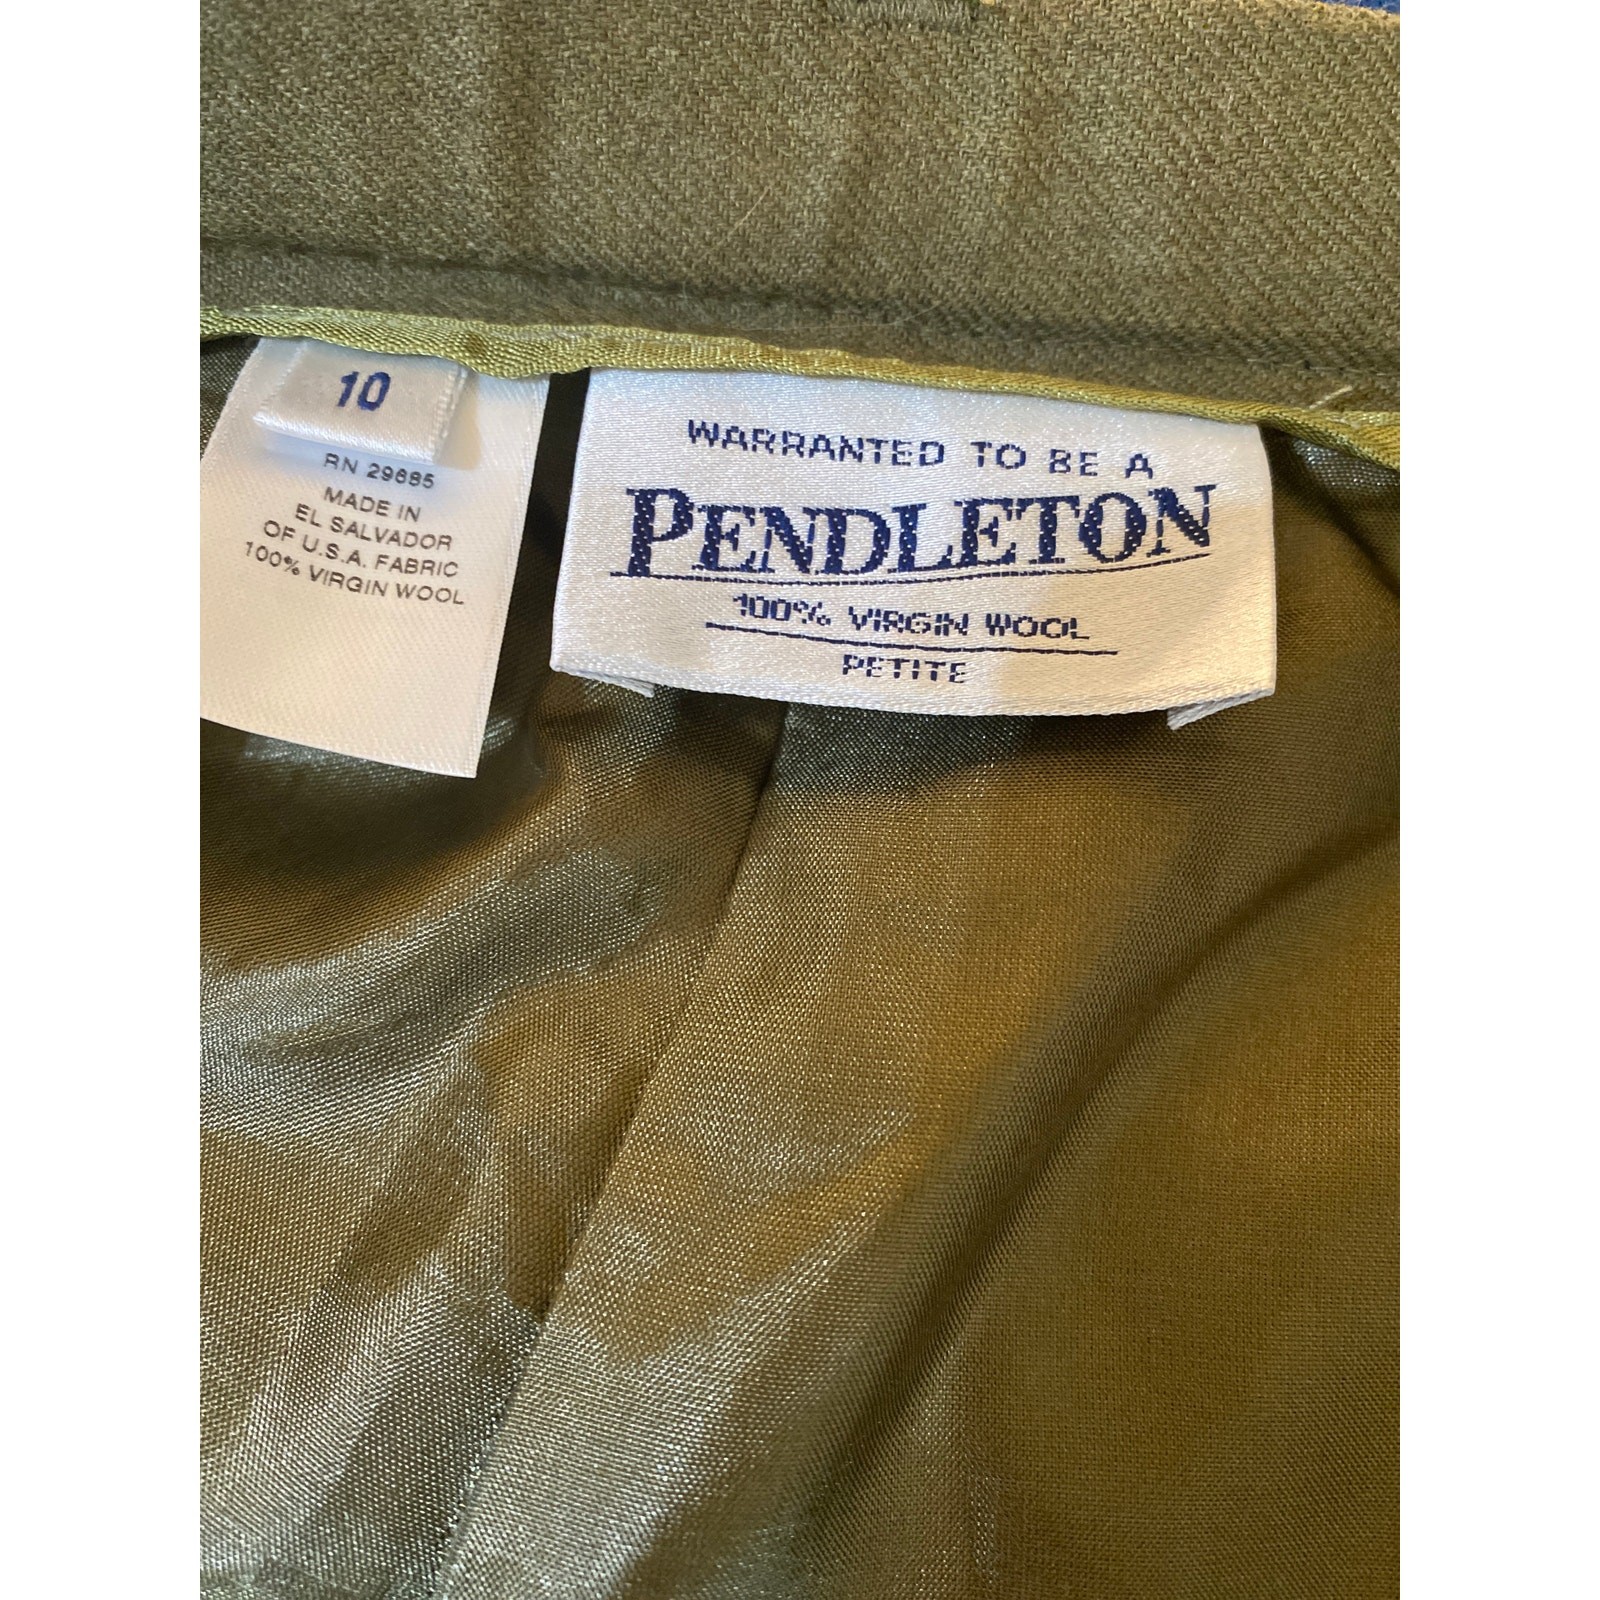 10
RN 29685
MADE IN
EL SALVADOR
OF U.S.A. FABRIC
100% VIRGIN WOOL
WARRANTED TO BE A
PENDLETON
100% VIRGIN WOOL
PETITE